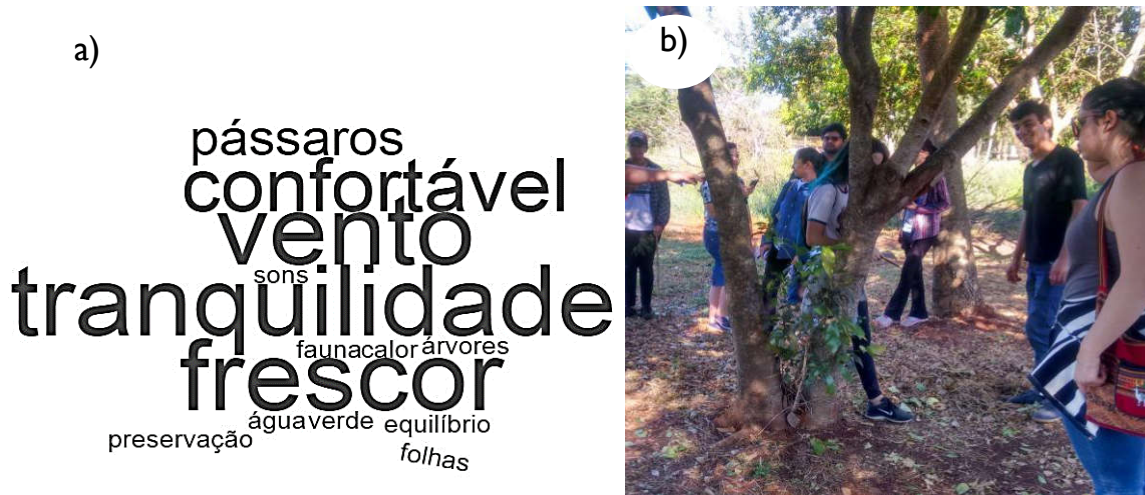 a)
b)
pássaros
confortável
vento
sons
tranquilidade
faunacalor árvores
frescor
águaverde equilíbrio
preservação
folhas